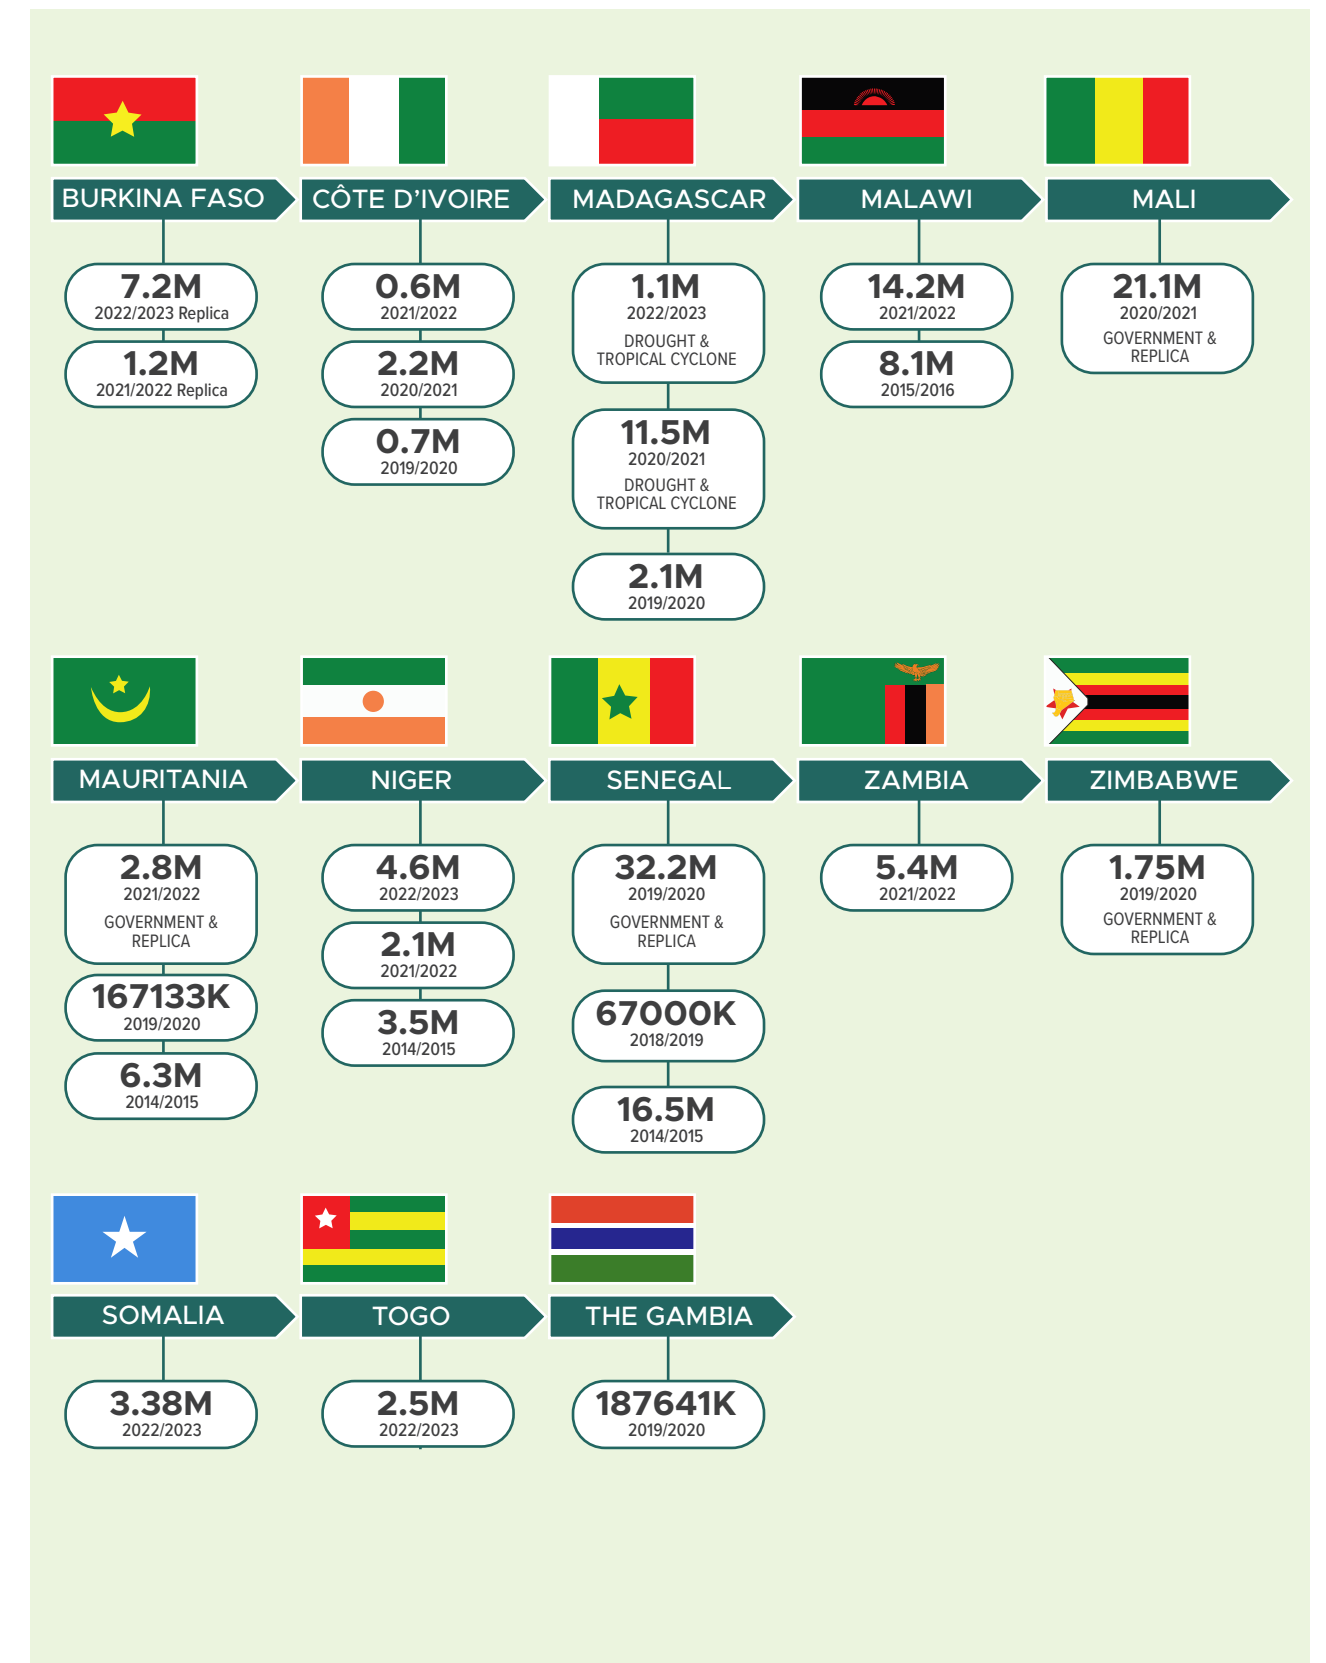 BURKINA FASO
7.2M
2022/2023 Replica
1.2M
2021/2022 Replica
CÔTE D’IVOIRE
0.6M
2021/2022
2.2M
2020/2021
0.7M
2019/2020
MADAGASCAR
1.1M
2022/2023
DROUGHT &
TROPICAL CYCLONE
11.5M
2020/2021
DROUGHT &
TROPICAL CYCLONE
2.1M
2019/2020
MALAWI
14.2M
2021/2022
8.1M
2015/2016
MALI
21.1M
2020/2021
GOVERNMENT &
REPLICA
MAURITANIA
2.8M
2021/2022
GOVERNMENT &
REPLICA
167133K
2019/2020
6.3M
2014/2015
NIGER
4.6M
2022/2023
2.1M
2021/2022
3.5M
2014/2015
SENEGAL
32.2M
2019/2020
GOVERNMENT &
REPLICA
67000K
2018/2019
16.5M
2014/2015
ZAMBIA
5.4M
2021/2022
ZIMBABWE
1.75M
2019/2020
GOVERNMENT &
REPLICA
SOMALIA
3.38M
2022/2023
TOGO
2.5M
2022/2023
THE GAMBIA
187641K
2019/2020